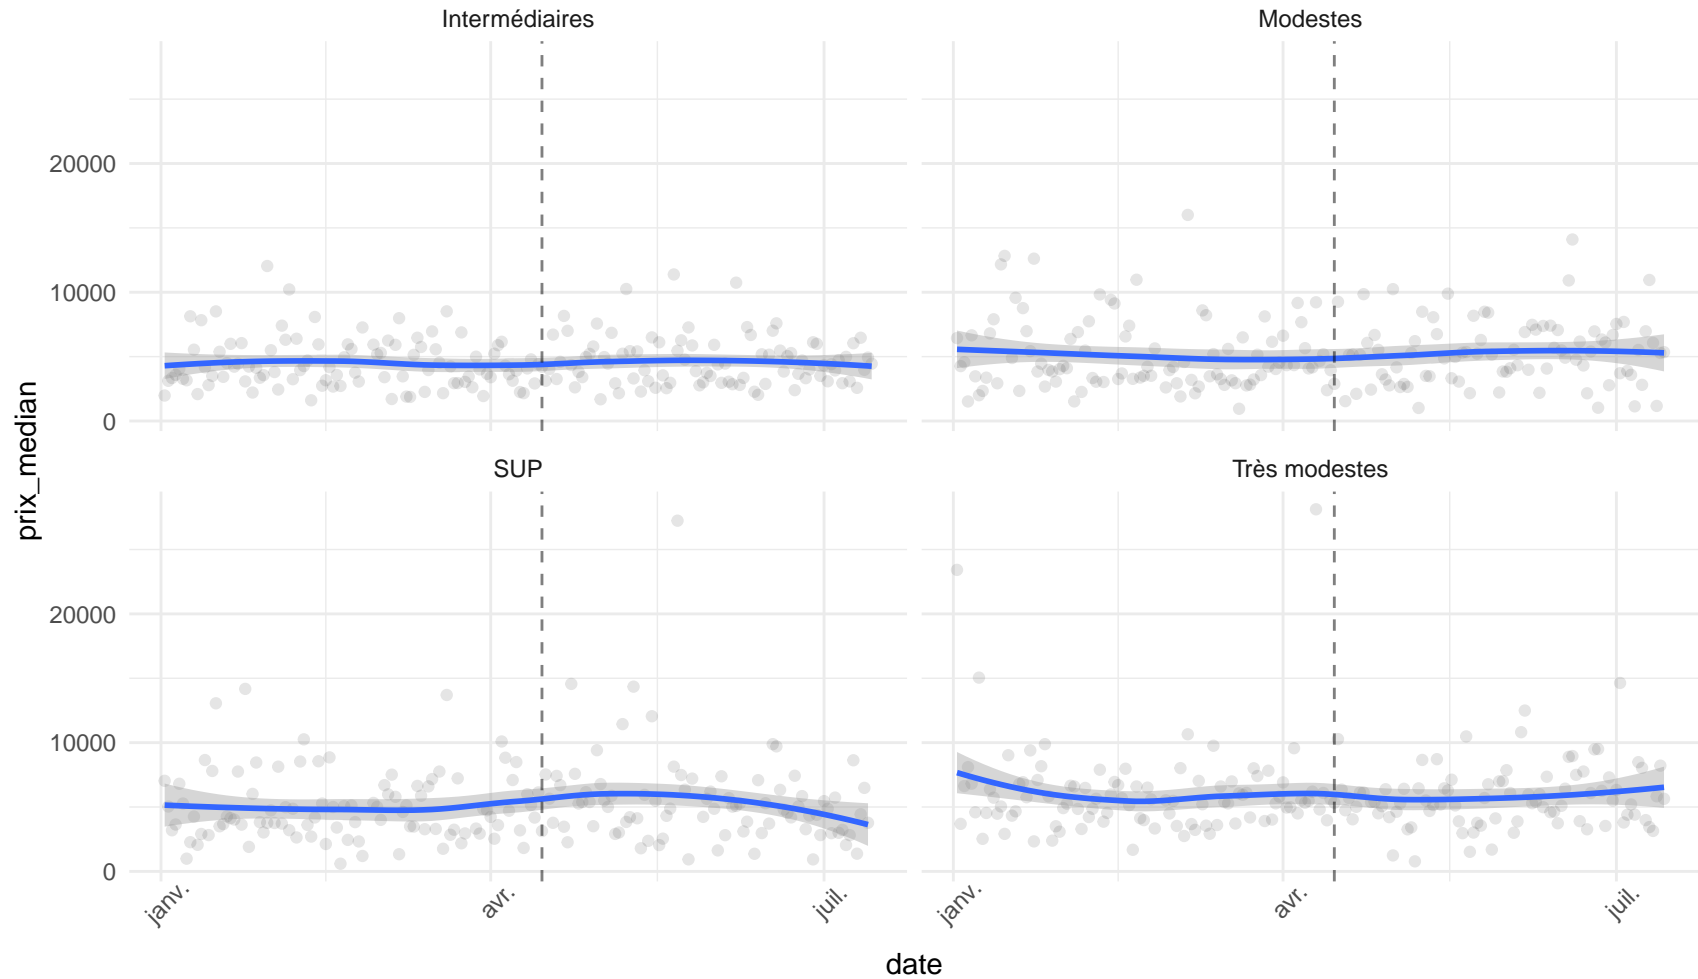 Intermédiaires
Modestes
20000
10000
0
SUP
Très modestes
20000
10000
0
prix_median
janv.
avr.
juil.
janv.
avr.
juil.
date